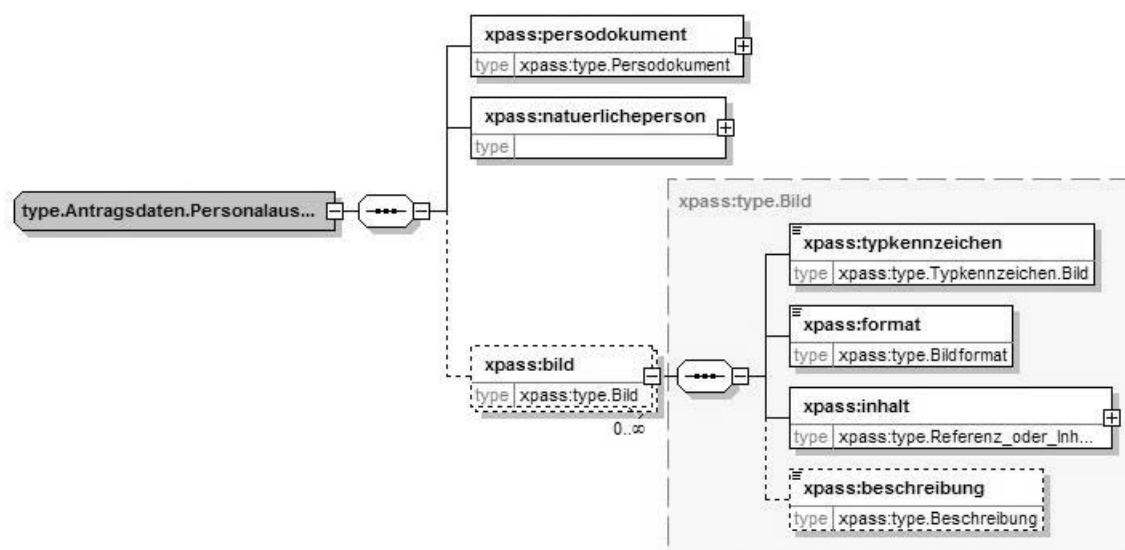 xpass:persodokument
type xpass:type.Persodokument
xpass:natuerlicheperson
type
type.Antragsdaten.Personalaus...
xpass:type.Bild
xpass:typkennzeichen
type xpass:type.Typkennzeichen.Bild
xpass:format
type xpass:type.Bildformat
xpass:bild
type xpass:type.Bild
0..∞
xpass:inhalt
type xpass:type.Referenz_oder_Inh...
xpass:beschreibung
type xpass:type.Beschreibung